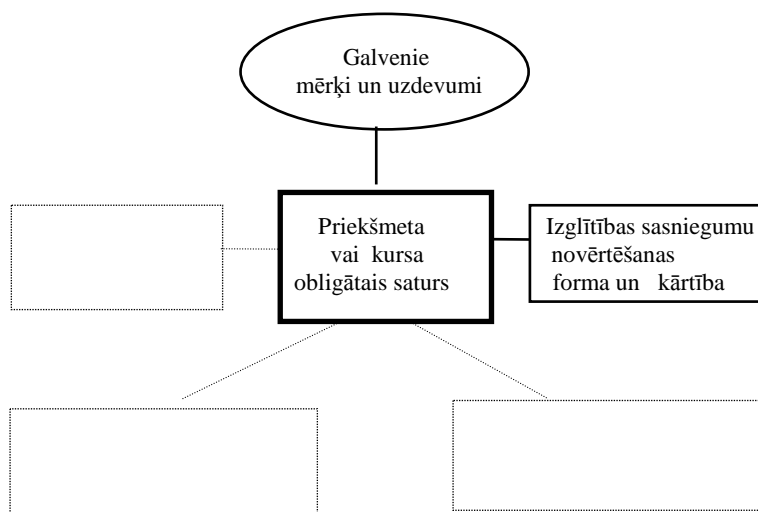 Galvenie
mērķi un uzdevumi
Priekšmeta
vai kursa
obligātais saturs
Izglītības sasniegumu
novērtēšanas
forma un kārtība